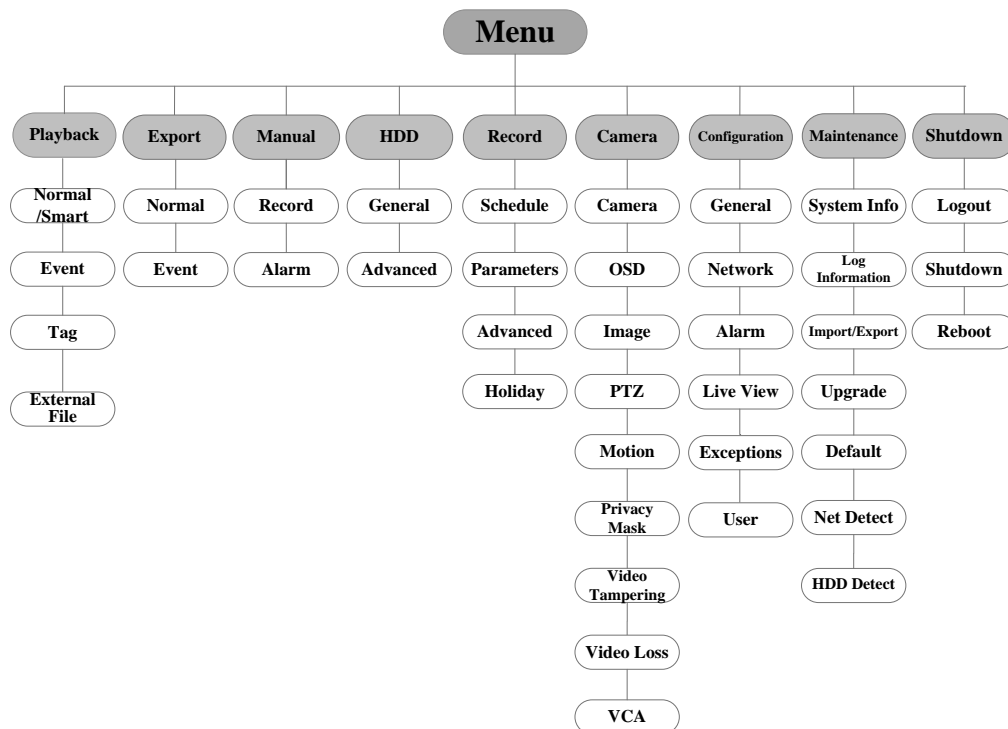 Menu
Playback
Export
Manual
HDD
Record
Camera
Configuration
Maintenance
Shutdown
Normal
/Smart
Normal
Record
General
Schedule
Camera
General
System Info
Logout
Event
Event
Alarm
Advanced
Parameters
OSD
Network
Log
Information
Shutdown
Tag
Advanced
Image
Alarm
Import/Export
Reboot
External
File
Holiday
PTZ
Live View
Upgrade
Motion
Exceptions
Default
Privacy
Mask
User
Net Detect
Video
Tampering
HDD Detect
Video Loss
VCA